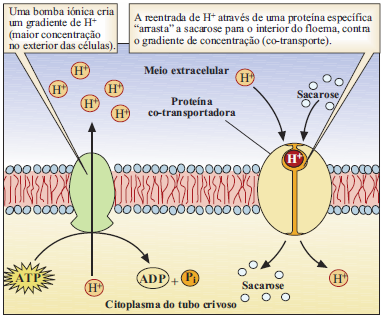 Uma bomba iónica cria
um gradiente de H⁺
(maior concentração
no exterior das células).
A reentrada de H⁺ através de uma proteína específica
“arrasta” a sacarose para o interior do floema, contra
o gradiente de concentração (co-transporte).
H⁺
H⁺
H⁺
H⁺
H⁺
H⁺
Meio extracelular
H⁺
Sacarose
Proteína
co-transportadora
H⁺
ATP
H⁺
ADP + Pi
Sacarose
H⁺
Citoplasma do tubo crivoso